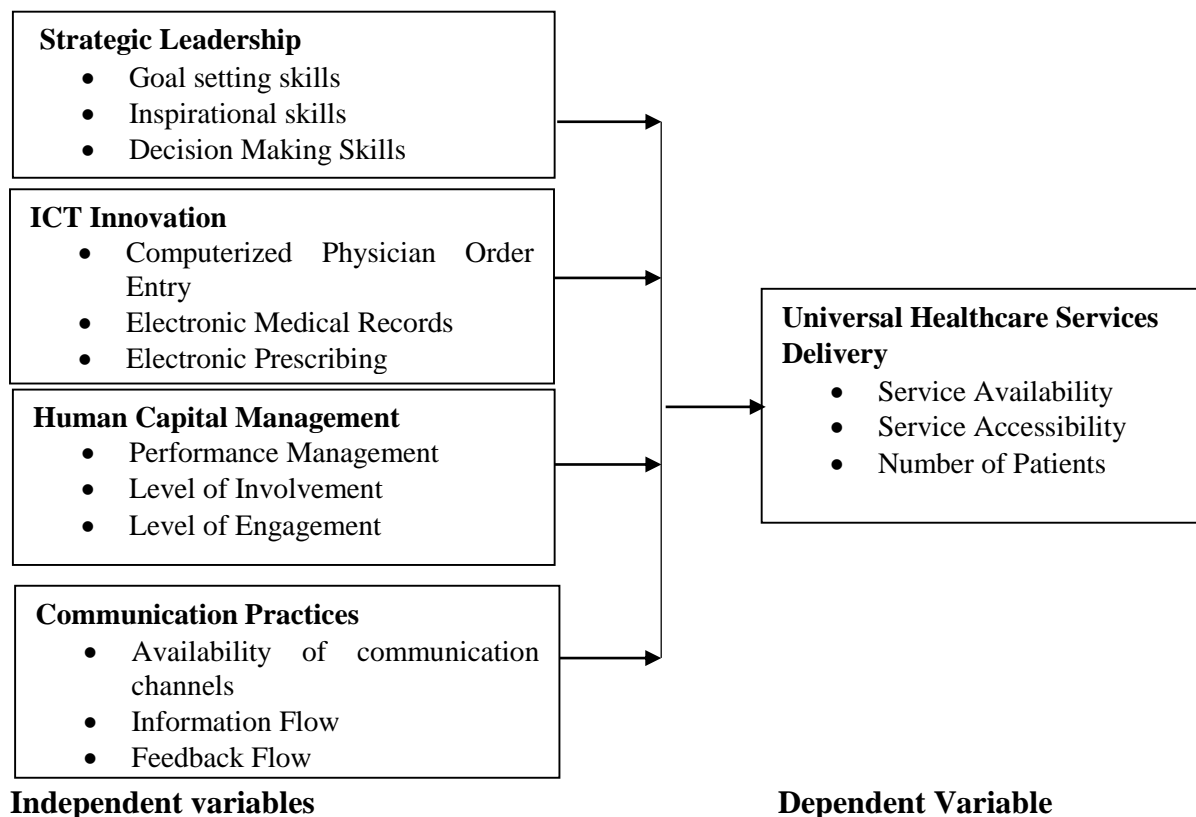 Strategic Leadership
• Goal setting skills
• Inspirational skills
• Decision Making Skills
ICT Innovation
• Computerized Physician Order
Entry
• Electronic Medical Records
• Electronic Prescribing
Human Capital Management
• Performance Management
• Level of Involvement
• Level of Engagement
Communication Practices
• Availability of communication
channels
• Information Flow
• Feedback Flow
Independent variables
Universal Healthcare Services
Delivery
• Service Availability
• Service Accessibility
• Number of Patients
Dependent Variable